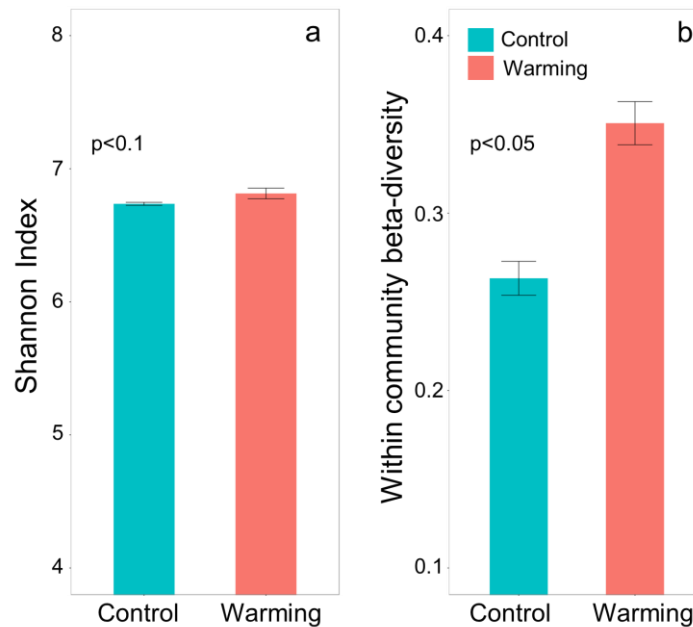 a
Shannon Index
8
7
6
5
4
p<0.1
Control
Warming
b
Within community beta-diversity
0.4
0.3
0.2
0.1
Control
Warming
p<0.05
Control
Warming